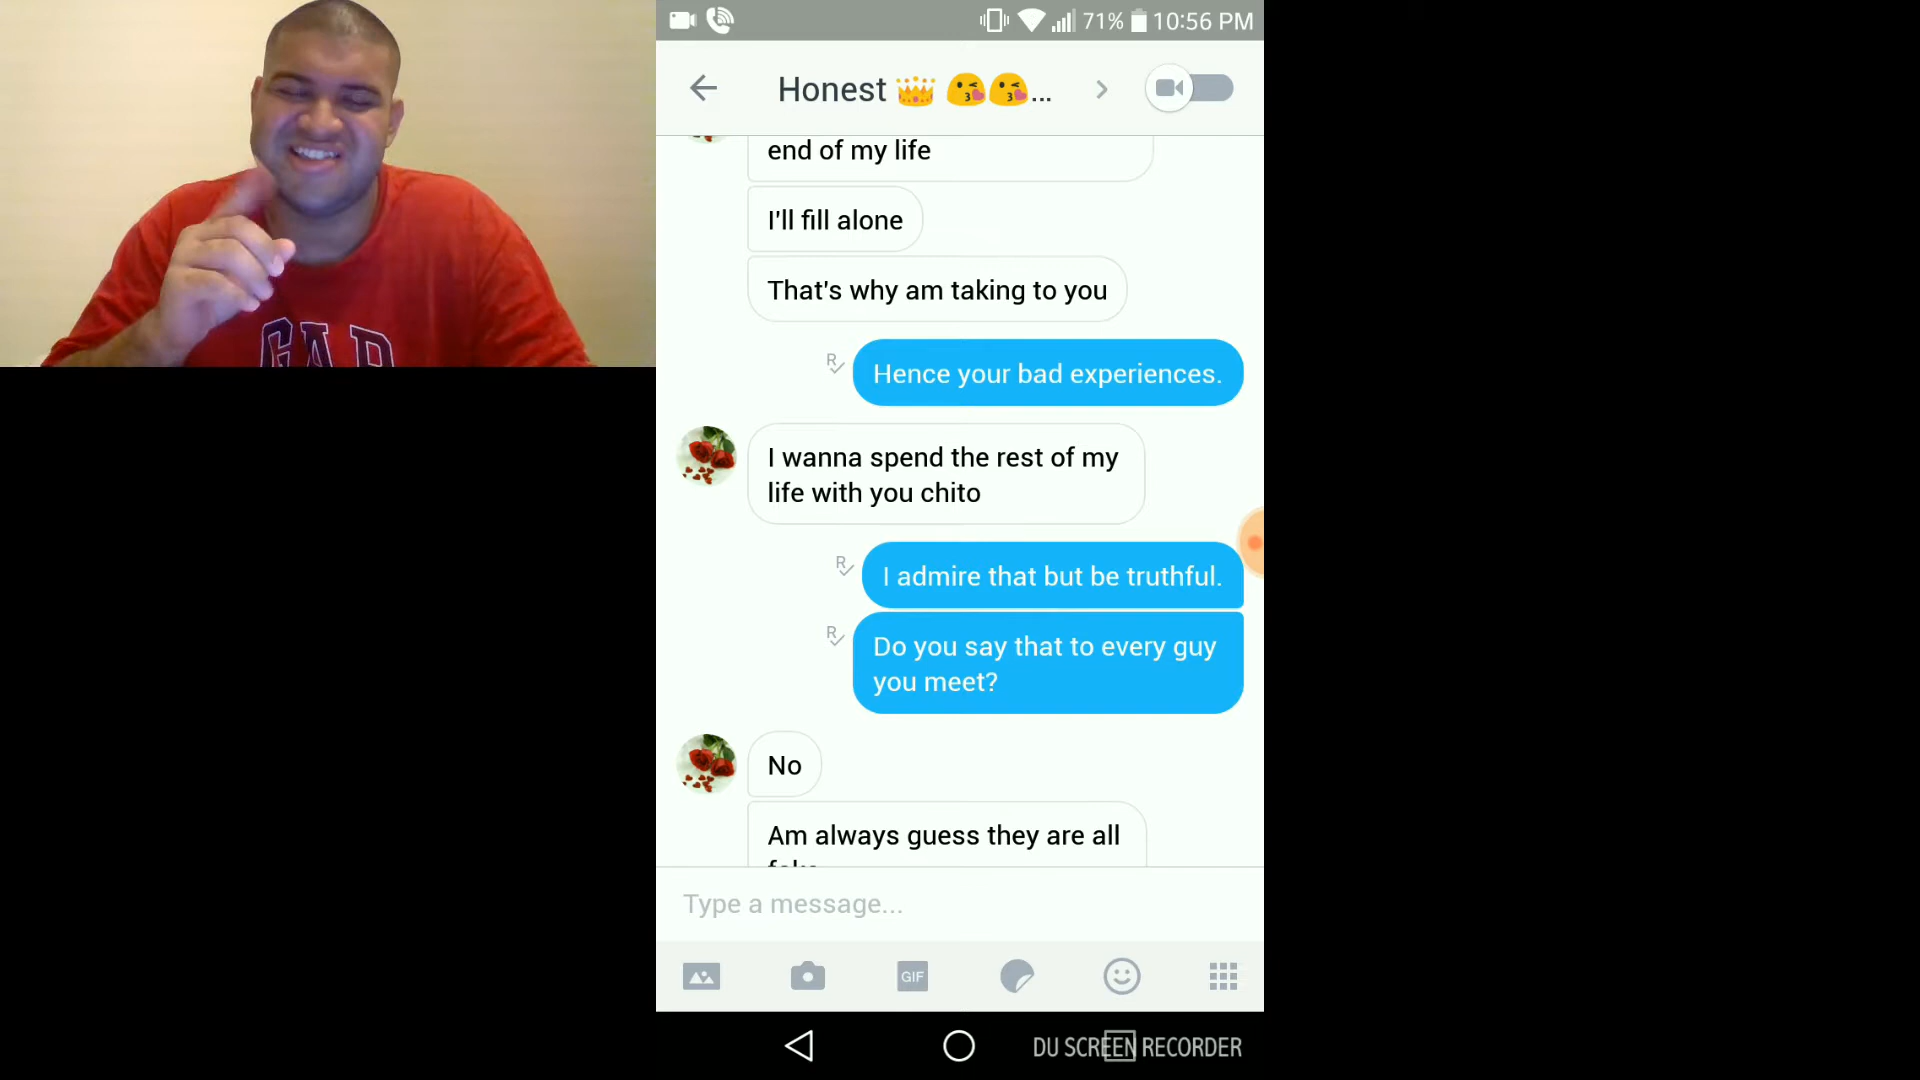 71% 10:56 PM
Honest 👑 😘😘...
end of my life
I'll fill alone
That's why am taking to you
Hence your bad experiences.
I wanna spend the rest of my
life with you chito
I admire that but be truthful.
Do you say that to every guy
you meet?
No
Am always guess they are all
Type a message...
GIF
DU SCREEN RECORDER
GAP